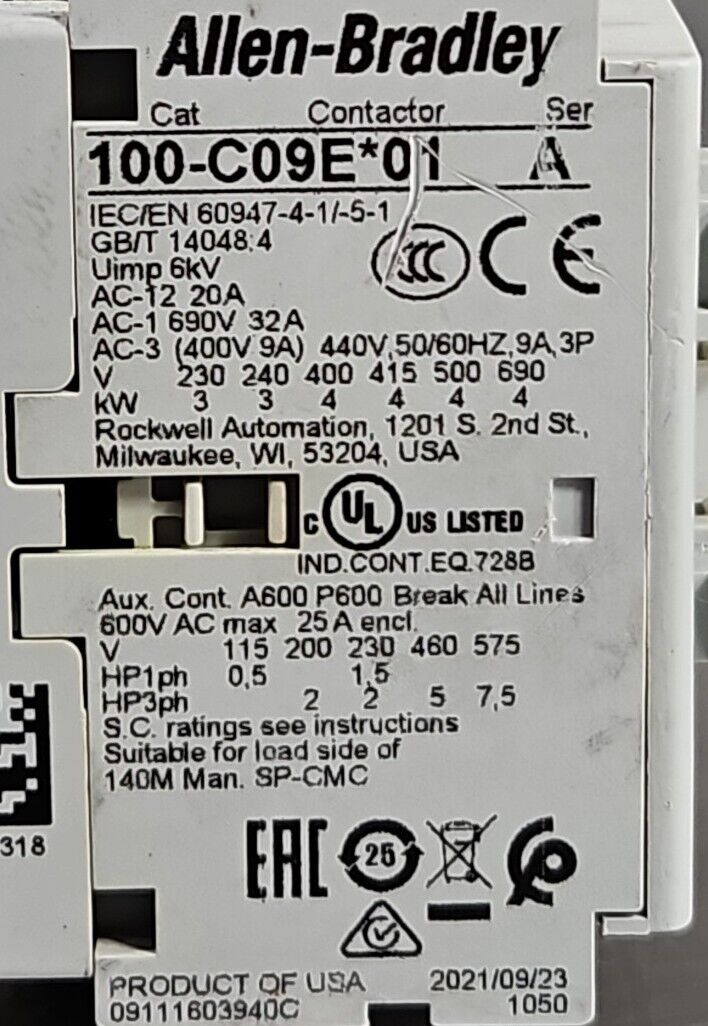 Allen-Bradley
Cat Contactor Ser
100-C09E*01 A
IEC/EN 60947-4-1/-5-1
GB/T 14048.4
Uimp 6kV
CCC CE
AC-12 20A
AC-1 690V 32A
AC-3 (400V 9A) 440V,50/60HZ,9A,3P
V 230 240 400 415 500 690
kW 3 3 4 4 4 4
Rockwell Automation, 1201 S. 2nd St.,
Milwaukee, WI, 53204, USA
C UL US LISTED
IND.CONT.EQ.728B
Aux. Cont. A600 P600 Break All Lines
600V AC max 25A encl.
V 115 200 230 460 575
HP1ph 0,5 1,5
HP3ph 2 2 5 7,5
S.C. ratings see instructions
Suitable for load side of
140M Man. SP-CMC
318
EAC 25
PRODUCT OF USA 2021/09/23
09111603940C 1050